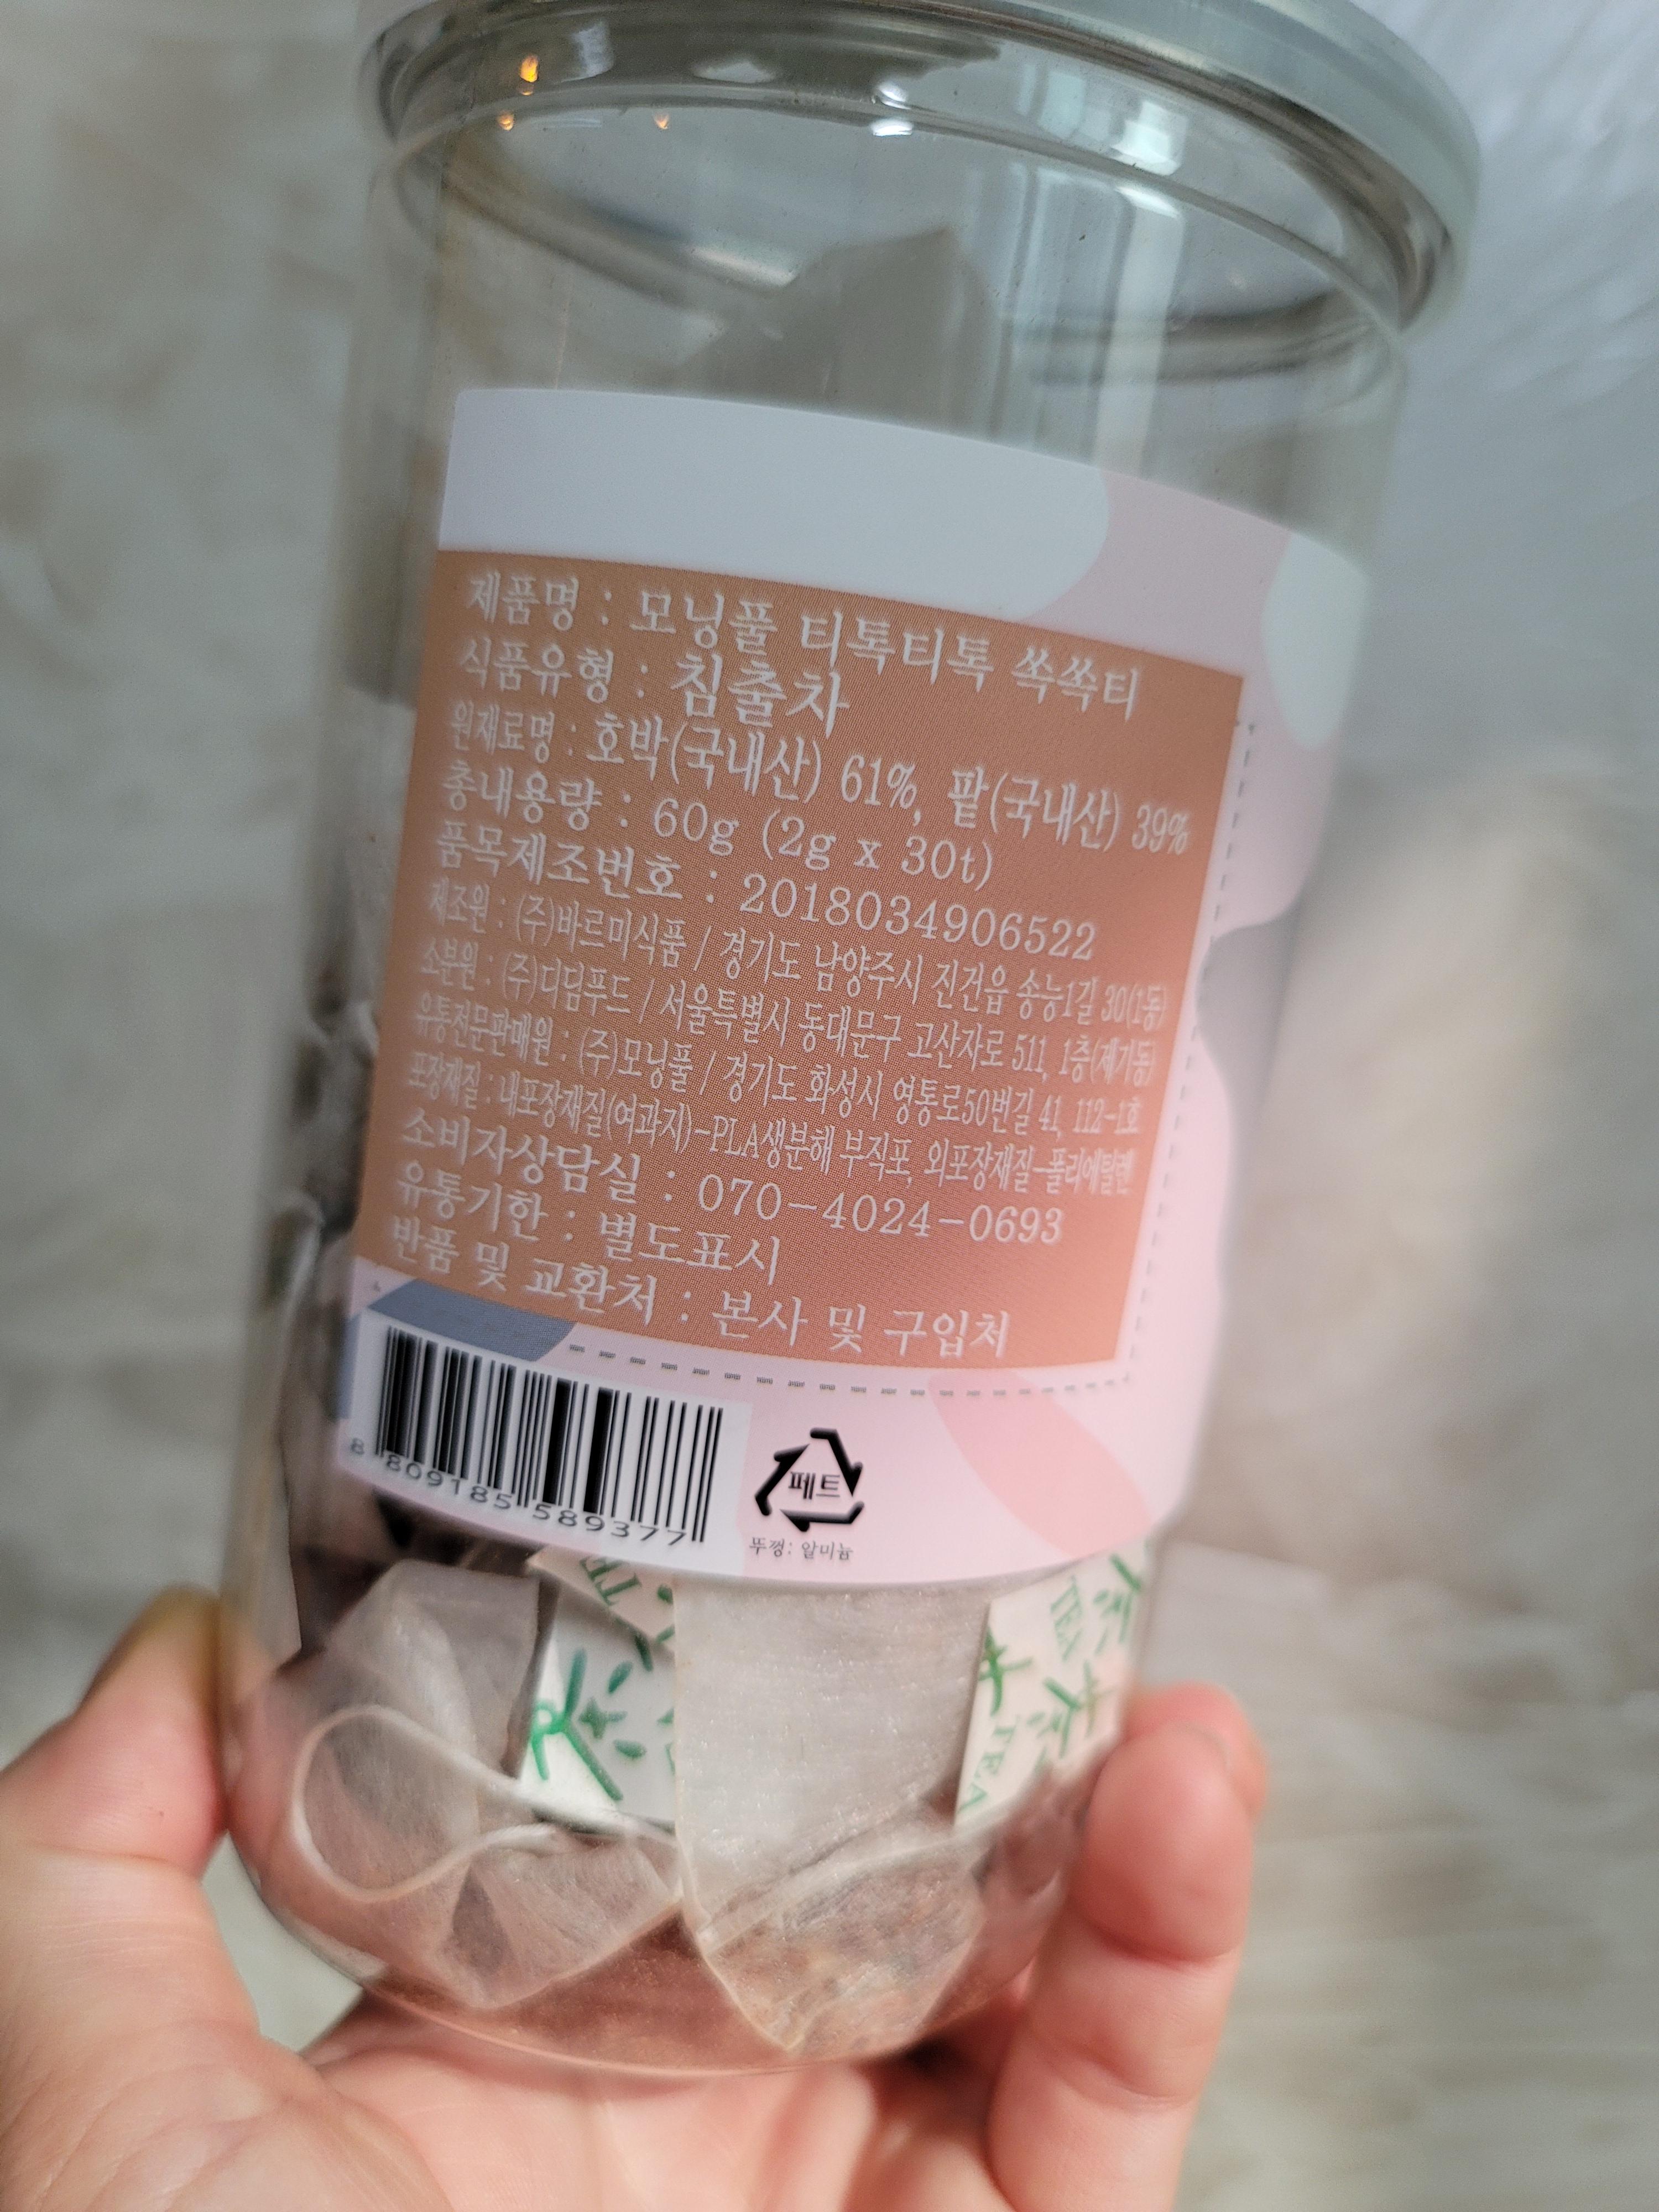 제품명 : 모닝풀 티톡티톡 쏙쏙티
식품유형 : 침출차
원재료명 : 호박(국내산) 61%, 팥(국내산) 39%
총내용량 : 60g (2g x 30t)
품목제조번호 : 2018034906522
제조원 : (주)바르미식품 / 경기도 남양주시 진건읍 송능1길 30(1동)
소분원 : (주)디딤푸드 / 서울특별시 동대문구 고산자로 511, 1층(제기동)
유통전문판매원 : (주)모닝풀 / 경기도 화성시 영통로50번길 41, 112-1호
포장재질 : 내포장재질(여과지)-PLA생분해 부직포, 외포장재질-폴리에틸렌
소비자상담실 : 070-4024-0693
유통기한 : 별도표시
반품 및 교환처 : 본사 및 구입처
8 809185 589377
페트
뚜껑: 알미늄
TEA
茶
TEA
茶
TEA